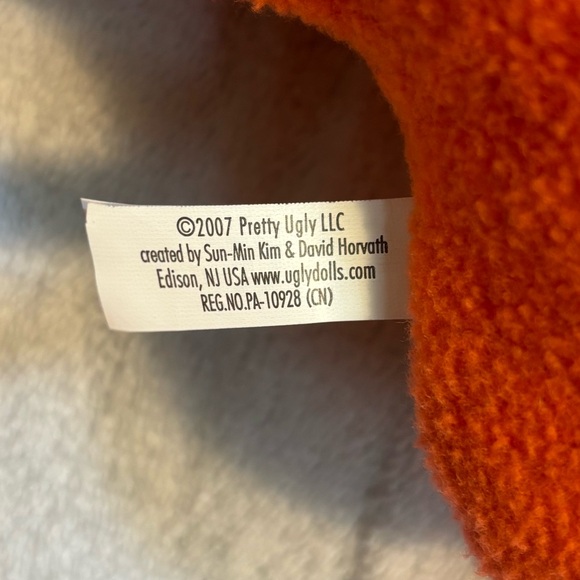 ©2007 Pretty Ugly LLC
created by Sun-Min Kim & David Horvath
Edison, NJ USA www.uglydolls.com
REG.NO.PA-10928 (CN)